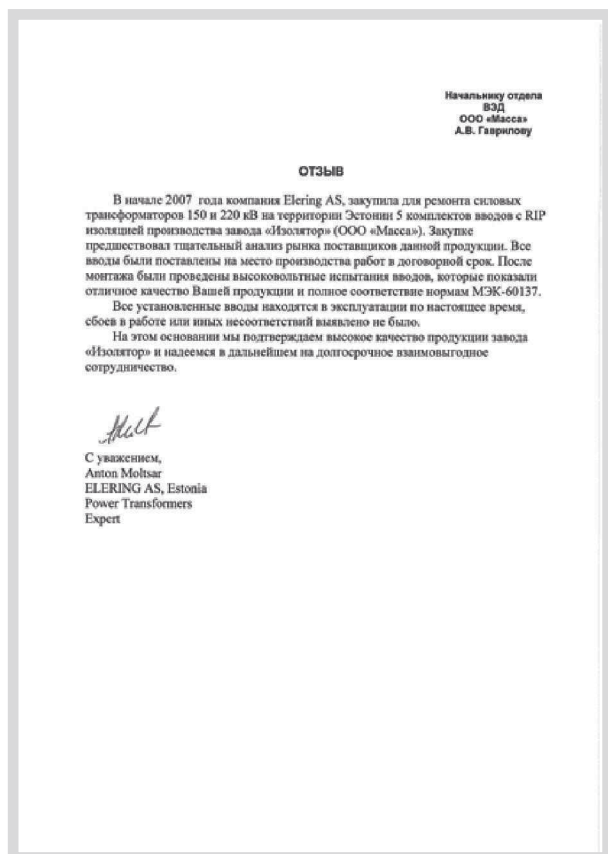 Начальнику отдела
ВЭД
ООО «Масса»
А.В. Гаврилову
ОТЗЫВ
В начале 2007 года компания Elering AS, закупила для ремонта силовых
трансформаторов 150 и 220 кВ на территории Эстонии 5 комплектов вводов с RIP
изоляцией производства завода «Изолятор» (ООО «Масса»). Закупке
предшествовал тщательный анализ рынка поставщиков данной продукции. Все
вводы были поставлены на место производства работ в договорной срок. После
монтажа были проведены высоковольтные испытания вводов, которые показали
отличное качество Вашей продукции и полное соответствие нормам МЭК-60137.
Все установленные вводы находятся в эксплуатации по настоящее время,
сбоев в работе или иных несоответствий выявлено не было.
На этом основании мы подтверждаем высокое качество продукции завода
«Изолятор» и надеемся в дальнейшем на долгосрочное взаимовыгодное
сотрудничество.
С уважением,
Anton Moltsar
ELERING AS, Estonia
Power Transformers
Expert